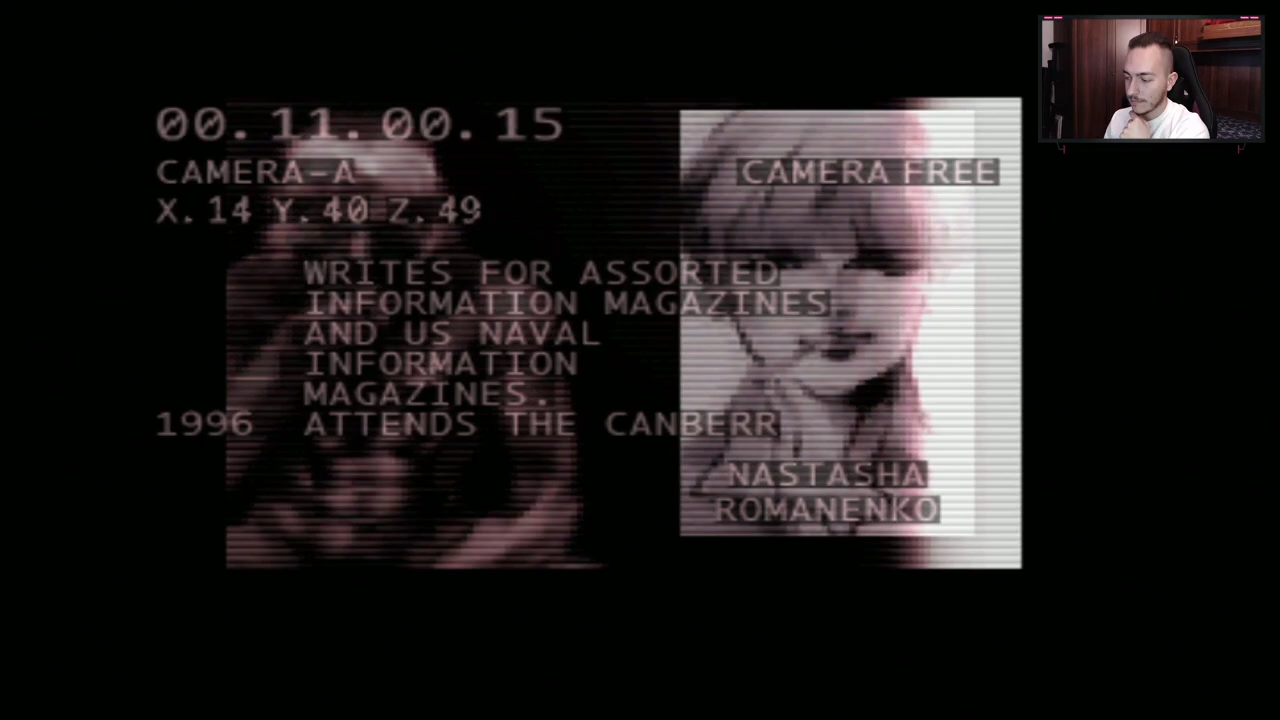 00.11.00.15
CAMERA-A
CAMERA FREE
X.14 Y.40 Z.49
WRITES FOR ASSORTED
INFORMATION MAGAZINES
AND US NAVAL
INFORMATION
MAGAZINES.
1996 ATTENDS THE CANBERR
NASTASHA
ROMANENKO